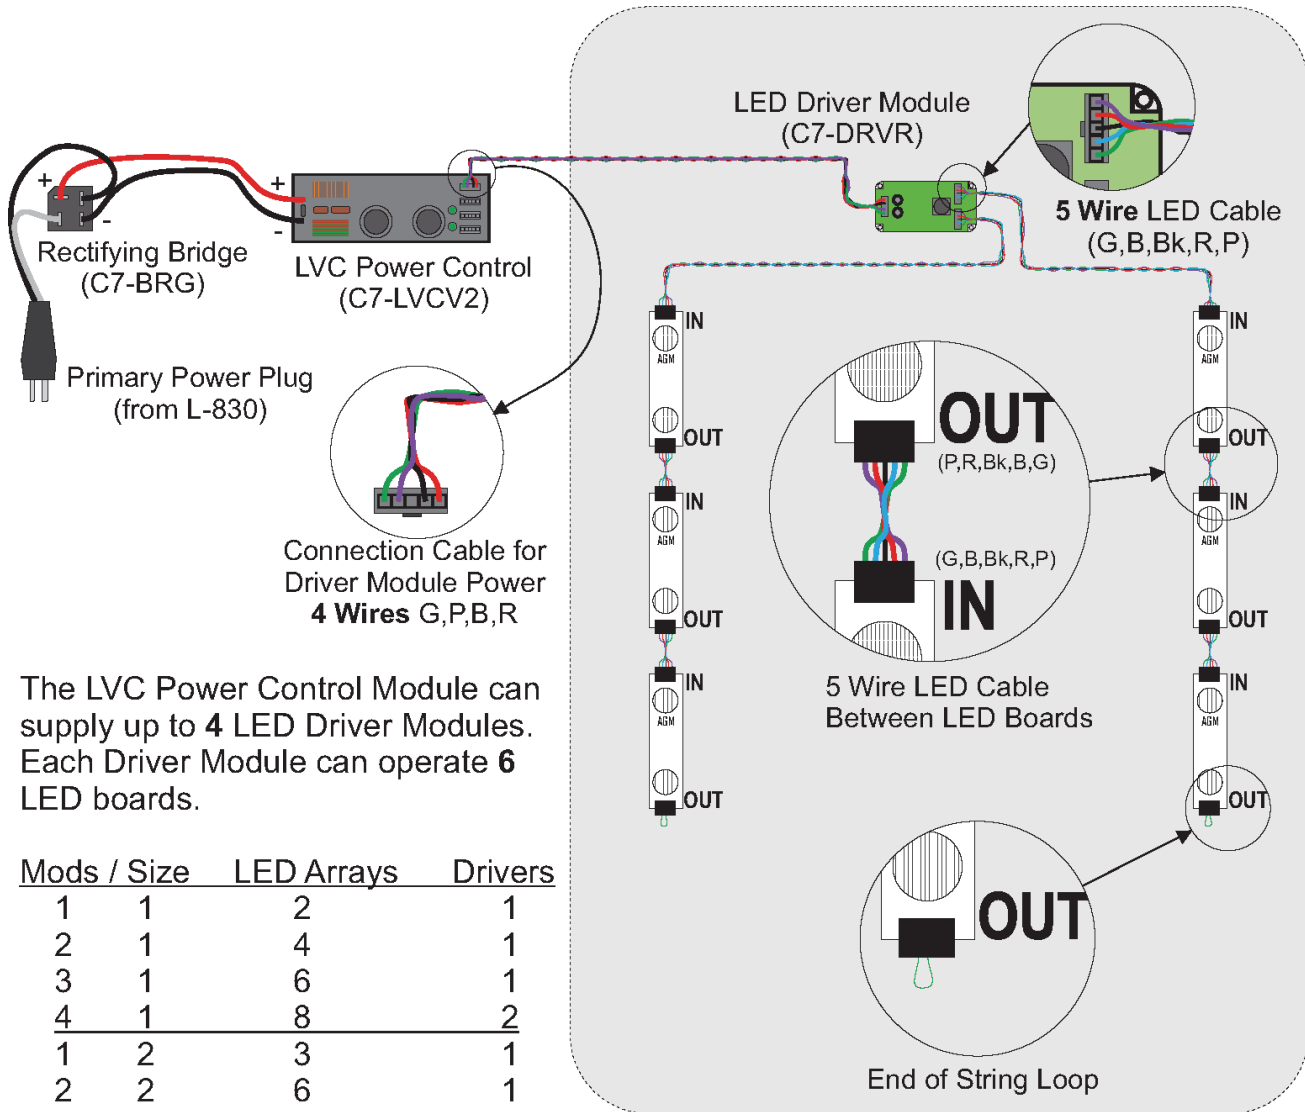 LED Driver Module
(C7-DRVR)
5 Wire LED Cable
(G,B,Bk,R,P)
+
-
+
-
Rectifying Bridge
(C7-BRG)
LVC Power Control
(C7-LVCV2)
Primary Power Plug
(from L-830)
Connection Cable for
Driver Module Power
4 Wires G,P,B,R
IN
AGM
OUT
IN
AGM
OUT
IN
AGM
OUT
OUT
(P,R,Bk,B,G)
(G,B,Bk,R,P)
IN
5 Wire LED Cable
Between LED Boards
IN
AGM
OUT
IN
AGM
OUT
IN
AGM
OUT
OUT
End of String Loop
The LVC Power Control Module can
supply up to 4 LED Driver Modules.
Each Driver Module can operate 6
LED boards.
Mods / Size LED Arrays Drivers
1 1 2 1
2 1 4 1
3 1 6 1
4 1 8 2
1 2 3 1
2 2 6 1